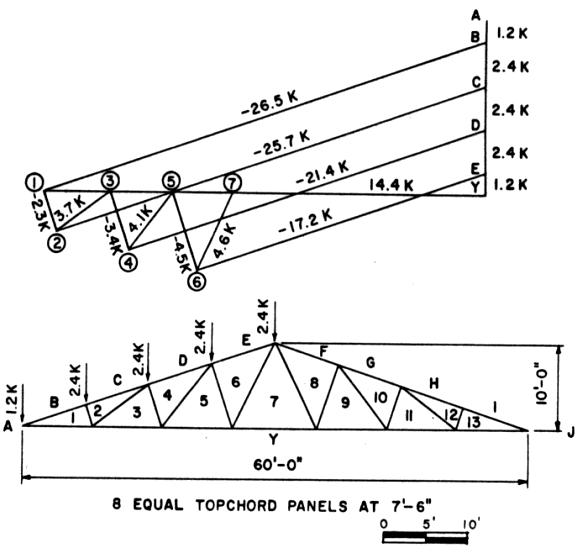 A
1.2 K
B
2.4 K
C
2.4 K
D
2.4 K
E
1.2 K
Y
-26.5 K
-25.7 K
-21.4 K
14.4 K
-17.2 K
1
3
5
7
-2.3K
3.7K
2
-3.4K
4.1K
4
-4.5K
4.6K
6
1.2 K
2.4K
2.4K
2.4K
2.4K
A
B
C
D
E
F
G
H
I
J
1
2
3
4
5
6
7
8
9
10
11
12
13
Y
10'-0"
60'-0"
8 EQUAL TOPCHORD PANELS AT 7'-6"
0 5' 10'